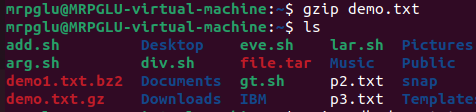 mrpglu@MRPGLU-virtual-machine:~$ gzip demo.txt
mrpglu@MRPGLU-virtual-machine:~$ ls
add.sh Desktop eve.sh lar.sh Pictures
arg.sh div.sh file.tar Music Public
demo1.txt.bz2 Documents gt.sh p2.txt snap
demo.txt.gz Downloads IBM p3.txt Template